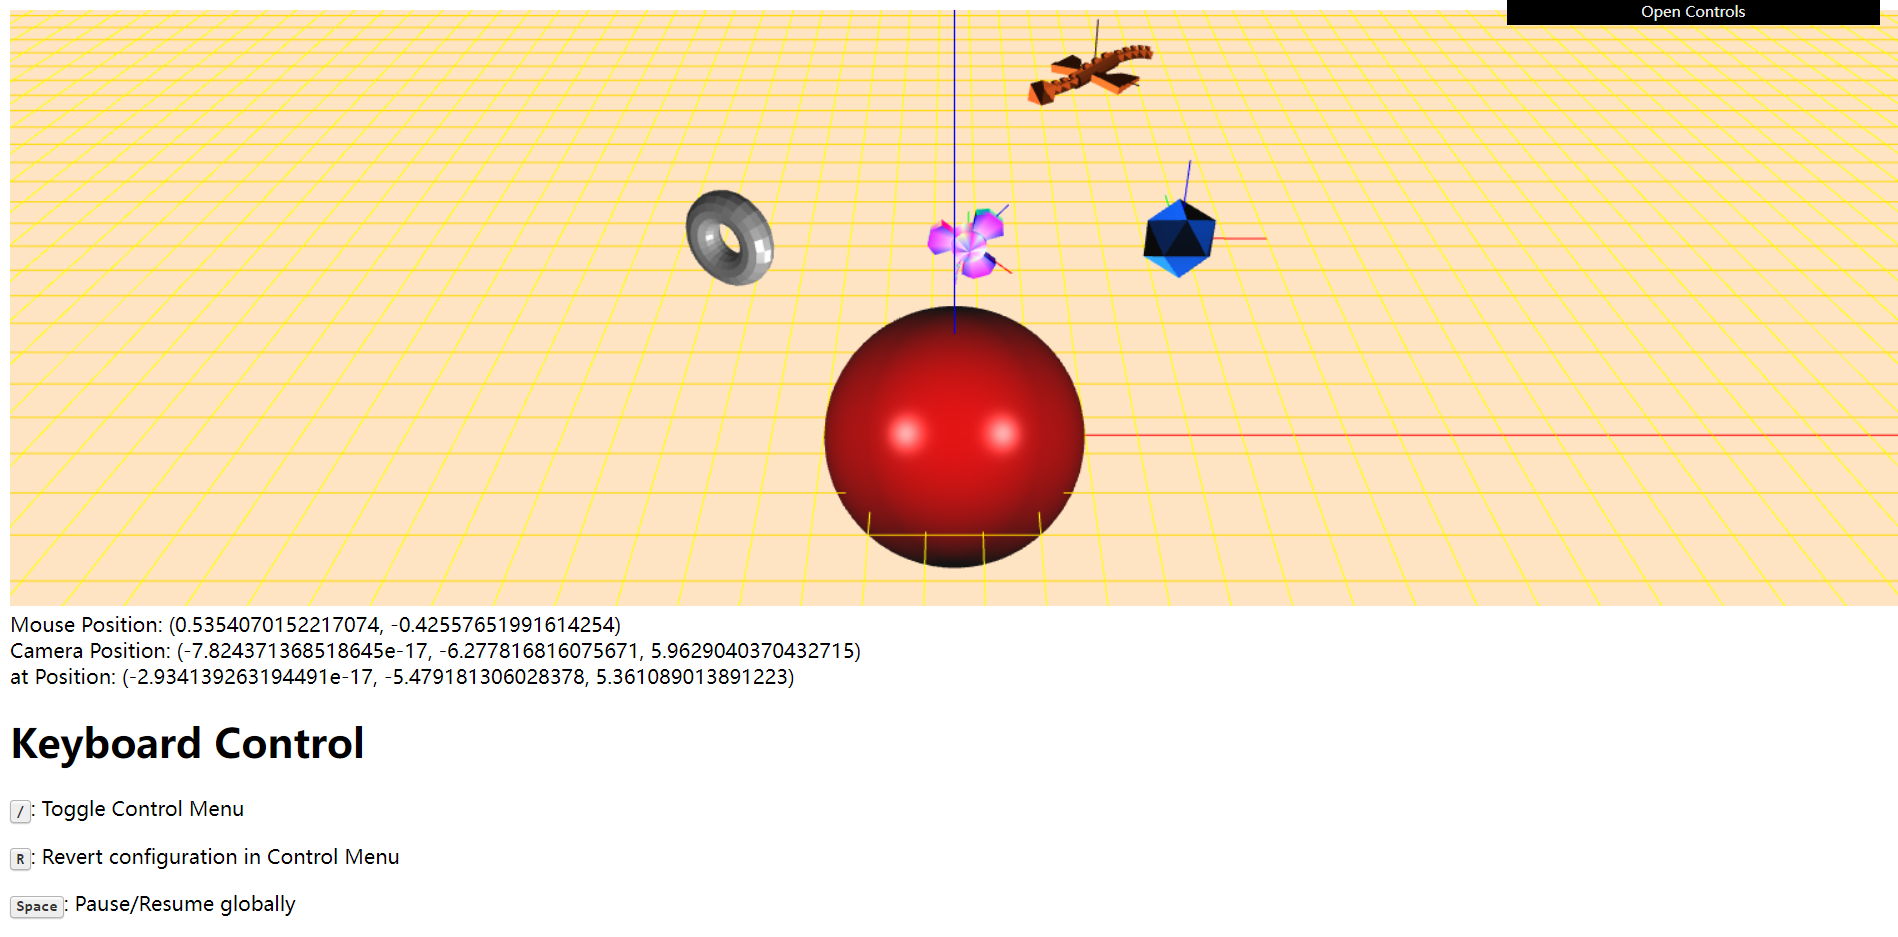 Open Controls
Mouse Position: (0.5354070152217074, -0.42557651991614254)
Camera Position: (-7.824371368518645e-17, -6.277816816075671, 5.9629040370432715)
at Position: (-2.934139263194491e-17, -5.479181306028378, 5.361089013891223)
Keyboard Control
/: Toggle Control Menu
R: Revert configuration in Control Menu
Space: Pause/Resume globally